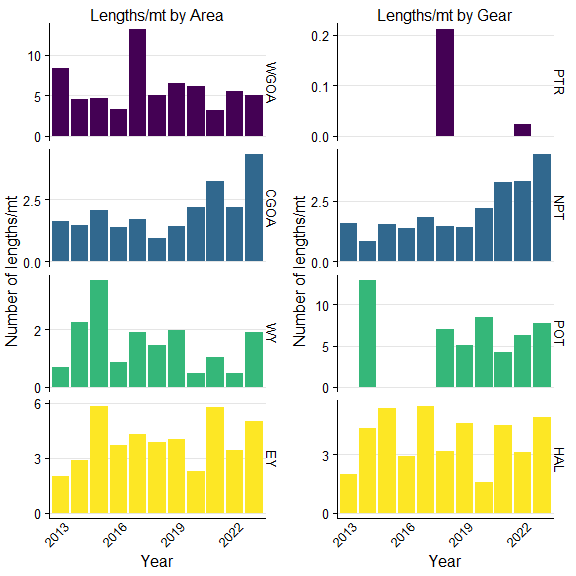 Lengths/mt by Area
Number of lengths/mt
10
5
0
WGOA
2.5
0.0
CGOA
2
0
WY
6
3
0
EY
2013
2016
2019
2022
Year
Lengths/mt by Gear
Number of lengths/mt
0.2
0.1
0.0
PTR
2.5
0.0
NPT
10
5
0
POT
3
0
HAL
2013
2016
2019
2022
Year